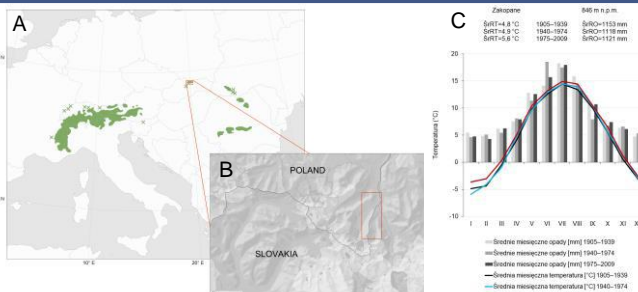 A
10° E
20° E
B
POLAND
SLOVAKIA
C
Zakopane 846 m n.p.m.
ŚrRT=4,8 °C 1905–1939 ŚrRO=1153 mm
ŚrRT=4,9 °C 1940–1974 ŚrRO=1118 mm
ŚrRT=5,6 °C 1975–2009 ŚrRO=1121 mm
Temperatura [°C]
20
15
10
5
0
-5
-10
I II III IV V VI VII VIII IX X XI
Średnie miesięczne opady [mm] 1905–1939
Średnie miesięczne opady [mm] 1940–1974
Średnie miesięczne opady [mm] 1975–2009
Średnia miesięczna temperatura [°C] 1905–1939
Średnia miesięczna temperatura [°C] 1940–1974